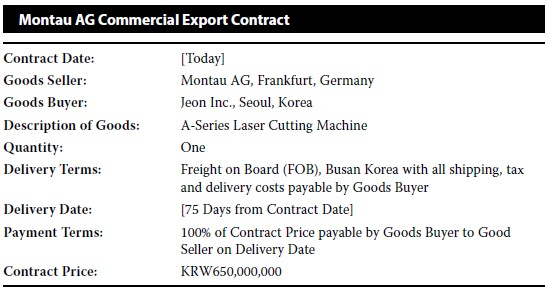 Montau AG Commercial Export Contract
Contract Date: [Today]
Goods Seller: Montau AG, Frankfurt, Germany
Goods Buyer: Jeon Inc., Seoul, Korea
Description of Goods: A-Series Laser Cutting Machine
Quantity: One
Delivery Terms: Freight on Board (FOB), Busan Korea with all shipping, tax
and delivery costs payable by Goods Buyer
Delivery Date: [75 Days from Contract Date]
Payment Terms: 100% of Contract Price payable by Goods Buyer to Good
Seller on Delivery Date
Contract Price: KRW650,000,000